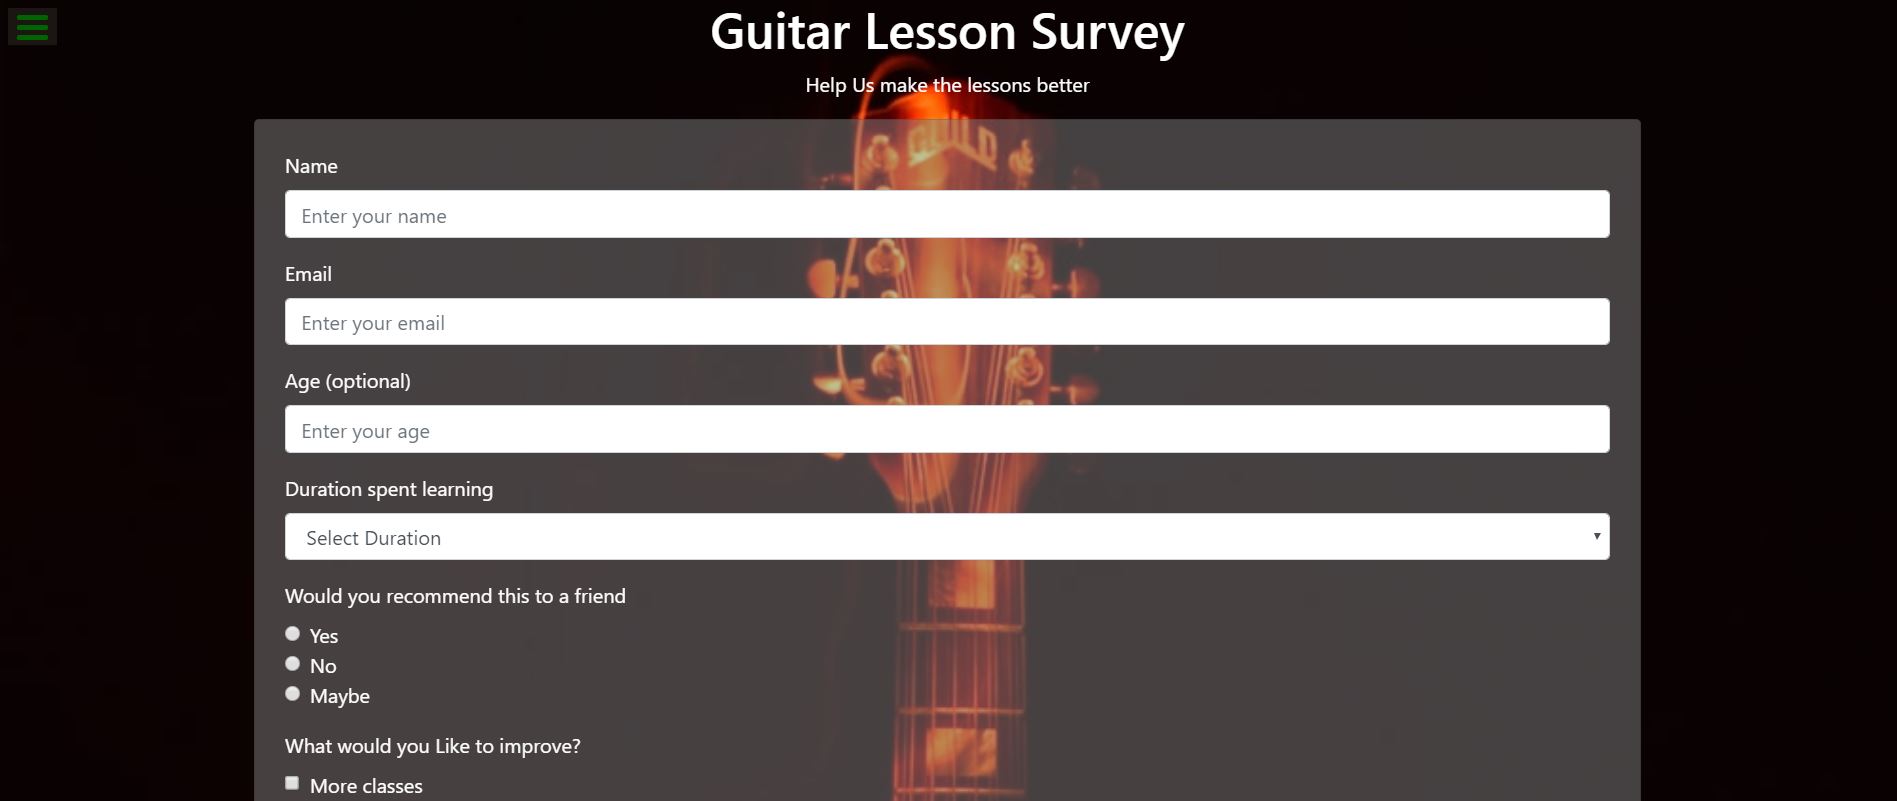 Guitar Lesson Survey
Help Us make the lessons better
GUILD
Name
Enter your name
Email
Enter your email
Age (optional)
Enter your age
Duration spent learning
Select Duration
Would you recommend this to a friend
Yes
No
Maybe
What would you Like to improve?
More classes